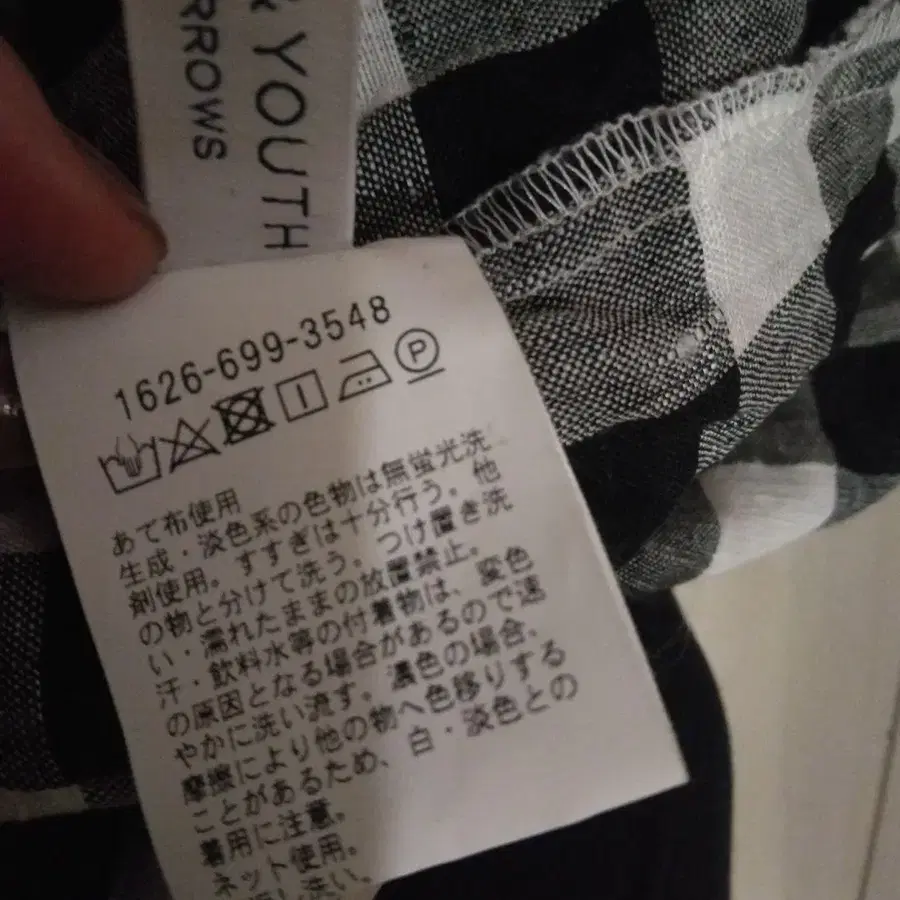 YOUTH
RROWS
1626-699-3548
P
あて布使用
生成・淡色系の色物は無蛍光洗
剤使用。すすぎは十分行う。他
の物と分けて洗う。つけ置き洗
い・濡れたままの放置禁止。
汗・飲料水等の付着物は、変色
の原因となる場合があるので速
やかに洗い流す。濃色の場合、
摩擦により他の物へ色移りする
ことがあるため、白・淡色との
着用に注意。
ネット使用。